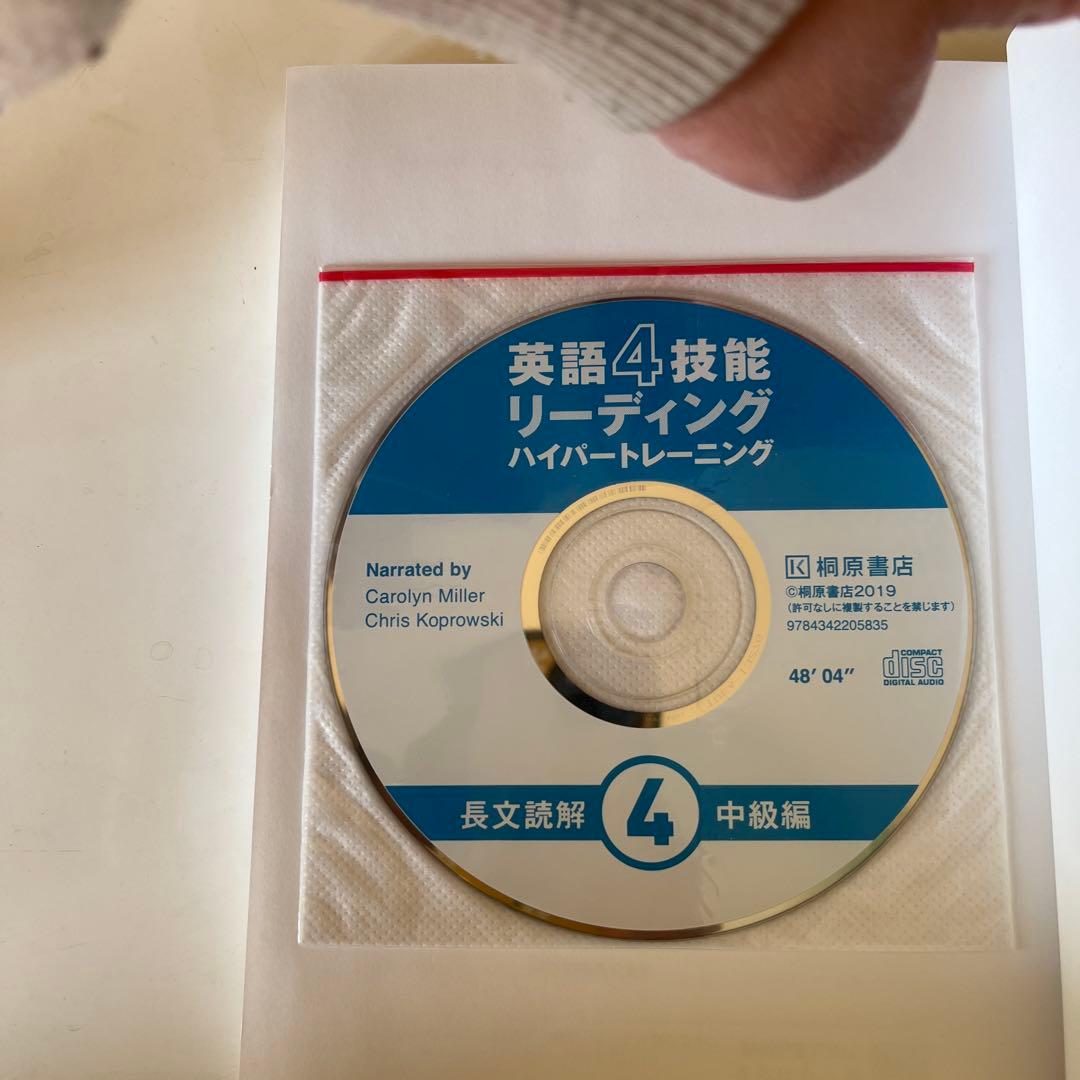 英語4技能
リーディング
ハイパートレーニング
Narrated by
Carolyn Miller
Chris Koprowski
桐原書店
©桐原書店2019
(許可なしに複製することを禁じます)
9784342205835
48' 04"
COMPACT
disc
DIGITAL AUDIO
長文読解 4 中級編